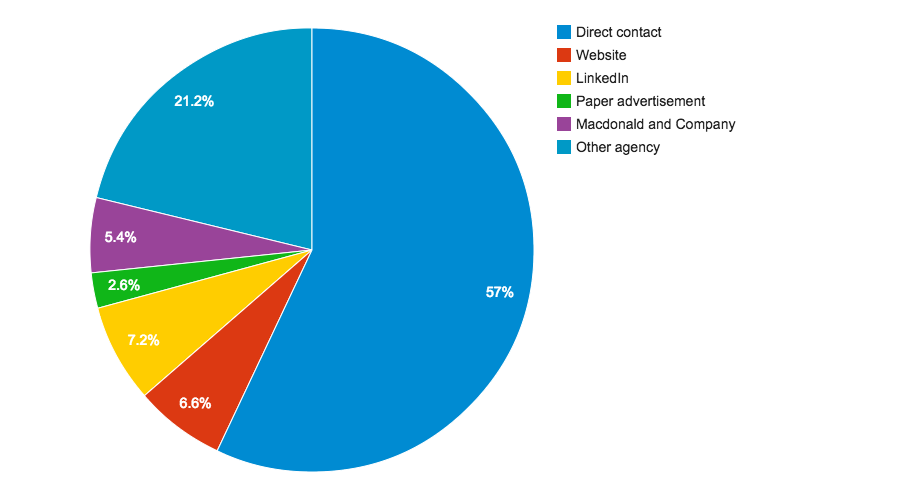 Direct contact
Website
LinkedIn
Paper advertisement
Macdonald and Company
Other agency
21.2%
5.4%
2.6%
7.2%
6.6%
57%